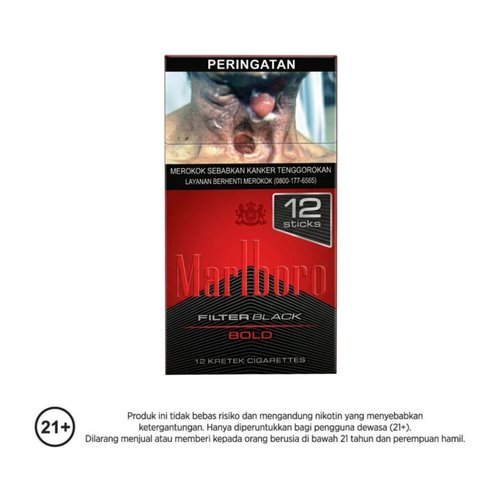 PERINGATAN
MEROKOK SEBABKAN KANKER TENGGOROKAN
LAYANAN BERHENTI MEROKOK (0800-177-6565)
12
sticks
Marlboro
FILTER BLACK
BOLD
12 KRETEK CIGARETTES
21+
Produk ini tidak bebas risiko dan mengandung nikotin yang menyebabkan
ketergantungan. Hanya diperuntukkan bagi pengguna dewasa (21+).
Dilarang menjual atau memberi kepada orang berusia di bawah 21 tahun dan perempuan hamil.